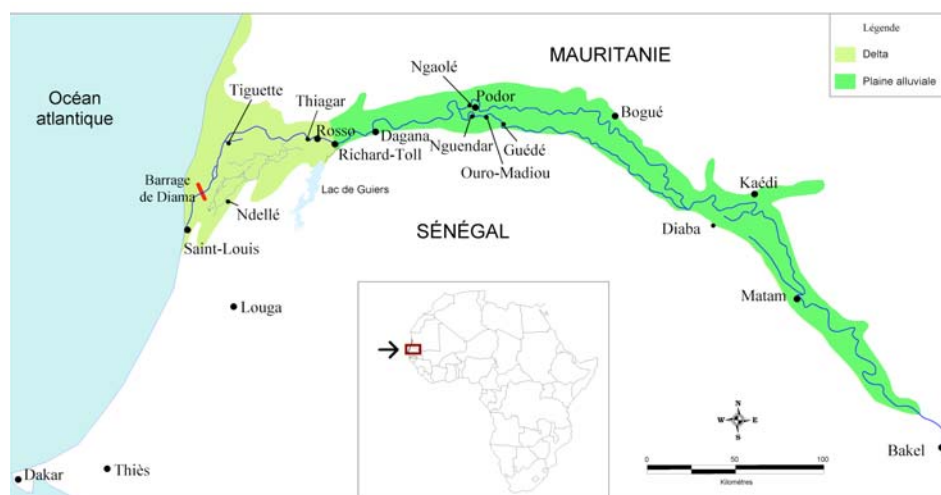 Légende
Delta
Plaine alluviale
MAURITANIE
Océan
atlantique
Tiguette
Thiagar
Rosso
Richard-Toll
Dagana
Ngaolé
Podor
Nguendar
Guédé
Ouro-Madiou
Bogué
Kaédi
Diaba
Matam
Bakel
Barrage
de Diama
Ndellé
Lac de Guiers
Saint-Louis
SÉNÉGAL
Louga
Thiès
Dakar
N
W
E
S
0
50
100
Kilométres